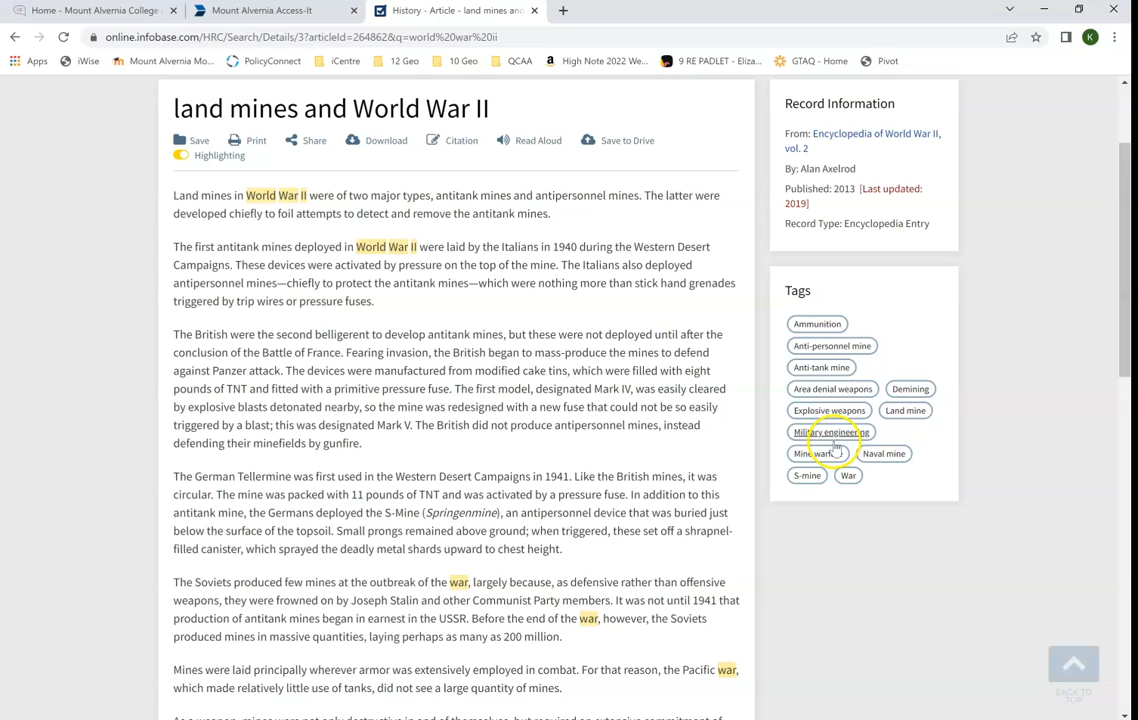 Home - Mount Alvernia College
Mount Alvernia Access-It
History - Article - land mines and
online.infobase.com/HRC/Search/Details/3?articleId=264862&q=world%20war%20ii
K
Apps iWise Mount Alvernia Mo... PolicyConnect iCentre 12 Geo 10 Geo QCAA High Note 2022 We... 9 RE PADLET - Eliza... GTAQ - Home Pivot
land mines and World War II
Save Print Share Download Citation Read Aloud Save to Drive
Highlighting
Land mines in World War II were of two major types, antitank mines and antipersonnel mines. The latter were
developed chiefly to foil attempts to detect and remove the antitank mines.
The first antitank mines deployed in World War II were laid by the Italians in 1940 during the Western Desert
Campaigns. These devices were activated by pressure on the top of the mine. The Italians also deployed
antipersonnel mines—chiefly to protect the antitank mines—which were nothing more than stick hand grenades
triggered by trip wires or pressure fuses.
The British were the second belligerent to develop antitank mines, but these were not deployed until after the
conclusion of the Battle of France. Fearing invasion, the British began to mass-produce the mines to defend
against Panzer attack. The devices were manufactured from modified cake tins, which were filled with eight
pounds of TNT and fitted with a primitive pressure fuse. The first model, designated Mark IV, was easily cleared
by explosive blasts detonated nearby, so the mine was redesigned with a new fuse that could not be so easily
triggered by a blast; this was designated Mark V. The British did not produce antipersonnel mines, instead
defending their minefields by gunfire.
The German Tellermine was first used in the Western Desert Campaigns in 1941. Like the British mines, it was
circular. The mine was packed with 11 pounds of TNT and was activated by a pressure fuse. In addition to this
antitank mine, the Germans deployed the S-Mine (Springenmine), an antipersonnel device that was buried just
below the surface of the topsoil. Small prongs remained above ground; when triggered, these set off a shrapnel-
filled canister, which sprayed the deadly metal shards upward to chest height.
The Soviets produced few mines at the outbreak of the war, largely because, as defensive rather than offensive
weapons, they were frowned on by Joseph Stalin and other Communist Party members. It was not until 1941 that
production of antitank mines began in earnest in the USSR. Before the end of the war, however, the Soviets
produced mines in massive quantities, laying perhaps as many as 200 million.
Mines were laid principally wherever armor was extensively employed in combat. For that reason, the Pacific war,
which made relatively little use of tanks, did not see a large quantity of mines.
As a weapon, mines were not only destructive in and of themselves, but required an extensive commitment of
Record Information
From: Encyclopedia of World War II,
vol. 2
By: Alan Axelrod
Published: 2013 [Last updated:
2019]
Record Type: Encyclopedia Entry
Tags
Ammunition
Anti-personnel mine
Anti-tank mine
Area denial weapons Demining
Explosive weapons Land mine
Military engineering
Mine warfare Naval mine
S-mine War
BACK TO
TOP